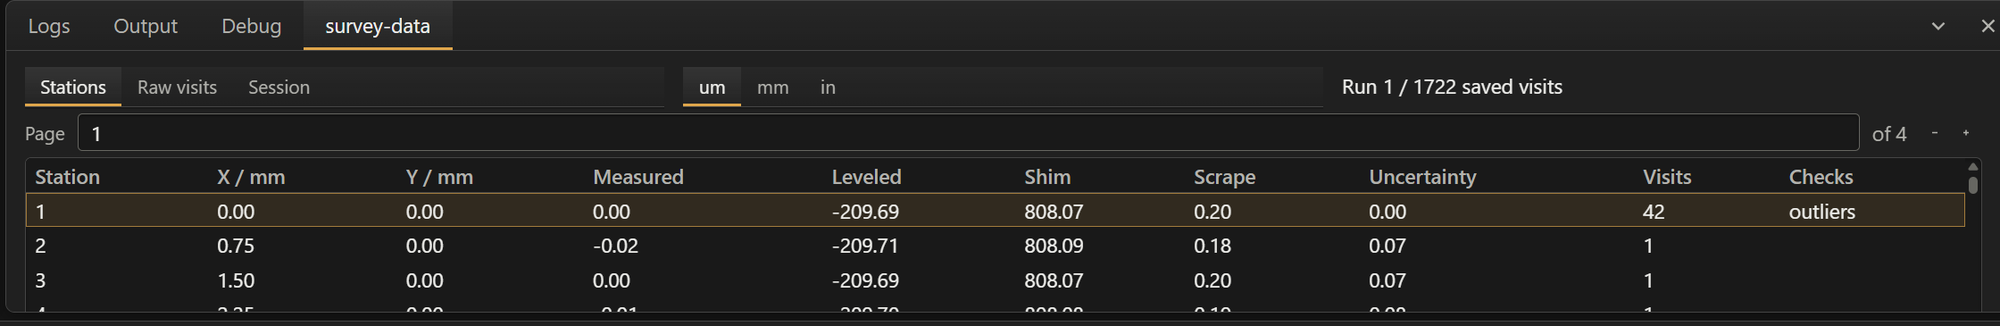 Logs Output Debug survey-data
Stations Raw visits Session um mm in Run 1 / 1722 saved visits
Page 1 of 4 - +
Station X / mm Y / mm Measured Leveled Shim Scrape Uncertainty Visits Checks
1 0.00 0.00 0.00 -209.69 808.07 0.20 0.00 42 outliers
2 0.75 0.00 -0.02 -209.71 808.09 0.18 0.07 1
3 1.50 0.00 0.00 -209.69 808.07 0.20 0.07 1